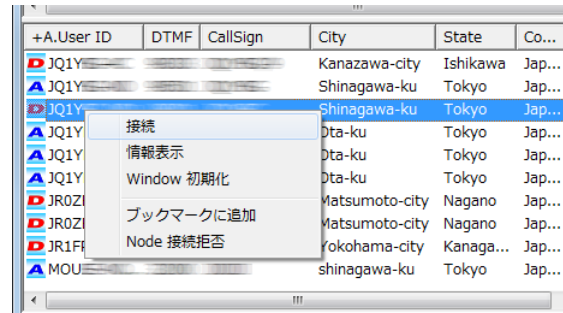 +A.User ID DTMF CallSign City State Co...
D JQ1Y Kanazawa-city Ishikawa Jap...
A JQ1Y Shinagawa-ku Tokyo Jap...
D JQ1Y Shinagawa-ku Tokyo Jap...
A JQ1Y Ota-ku Tokyo Jap...
A JQ1Y Ota-ku Tokyo Jap...
A JQ1Y Ota-ku Tokyo Jap...
D JR0Z Matsumoto-city Nagano Jap...
D JR0Z Matsumoto-city Nagano Jap...
D JR1F Yokohama-city Kanaga... Jap...
A MOU shinagawa-ku Tokyo Jap...
接続
情報表示
Window 初期化
ブックマークに追加
Node 接続拒否